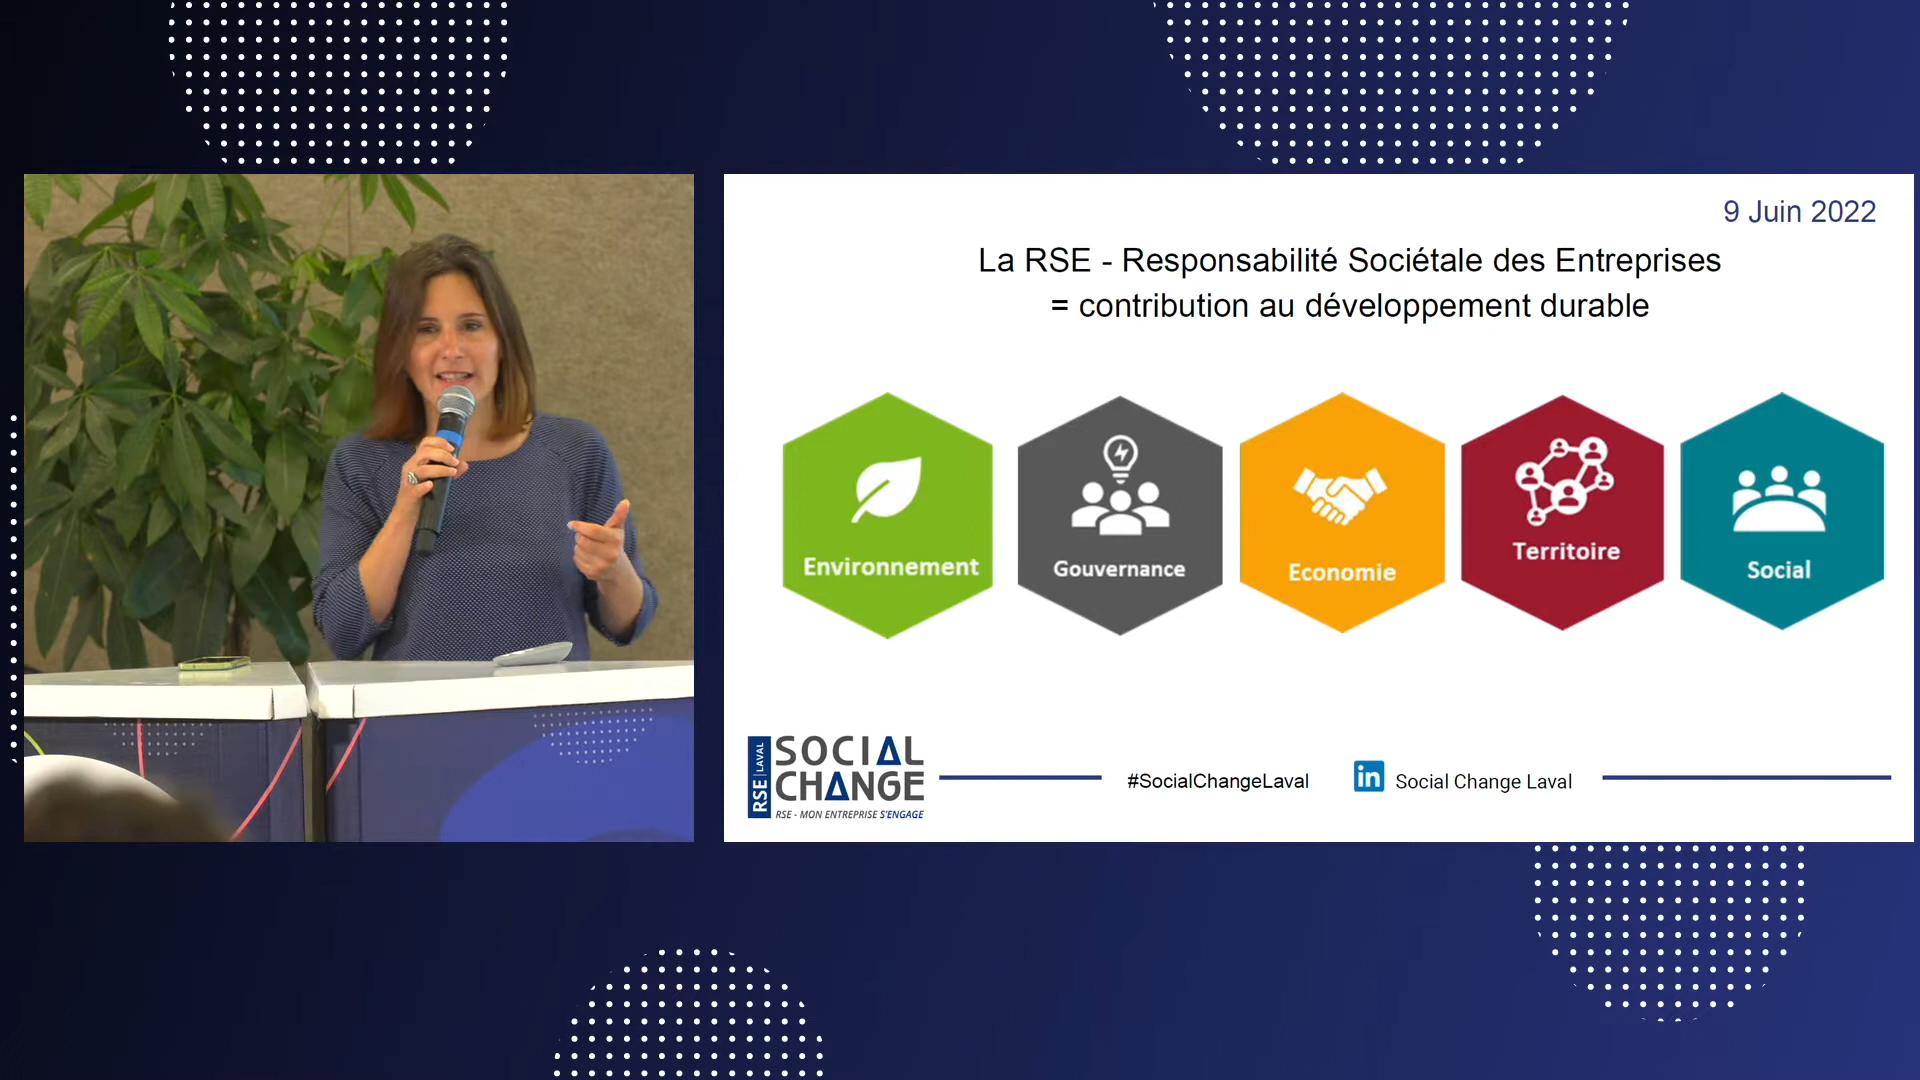 9 Juin 2022
La RSE - Responsabilité Sociétale des Entreprises
= contribution au développement durable
Environnement
Gouvernance
Economie
Territoire
Social
RSE | LAVAL
SOCIAL
CHANGE
RSE - MON ENTREPRISE S'ENGAGE
#SocialChangeLaval
in Social Change Laval